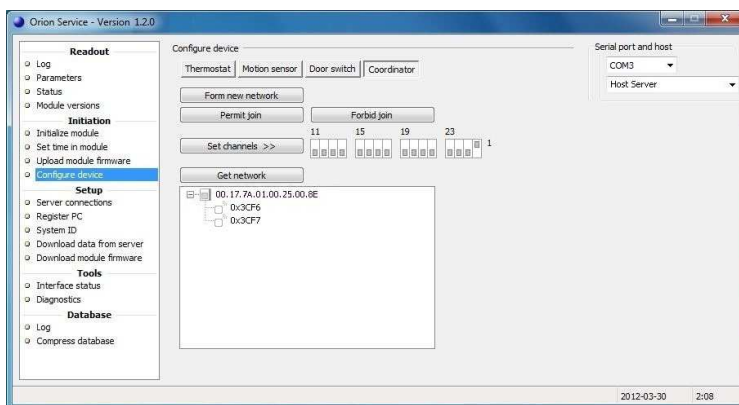 Orion Service - Version 1.2.0
Readout
Log
Parameters
Status
Module versions
Initiation
Initialize module
Set time in module
Upload module firmware
Configure device
Setup
Server connections
Register PC
System ID
Download data from server
Download module firmware
Tools
Interface status
Diagnostics
Database
Log
Compress database
Configure device
Thermostat Motion sensor Door switch Coordinator
Form new network
Permit join Forbid join
11 15 19 23
Set channels >> 1
Get network
00.17.7A.01.00.25.00.8E
0x3CF6
0x3CF7
Serial port and host
COM3
Host Server
2012-03-30 2:08